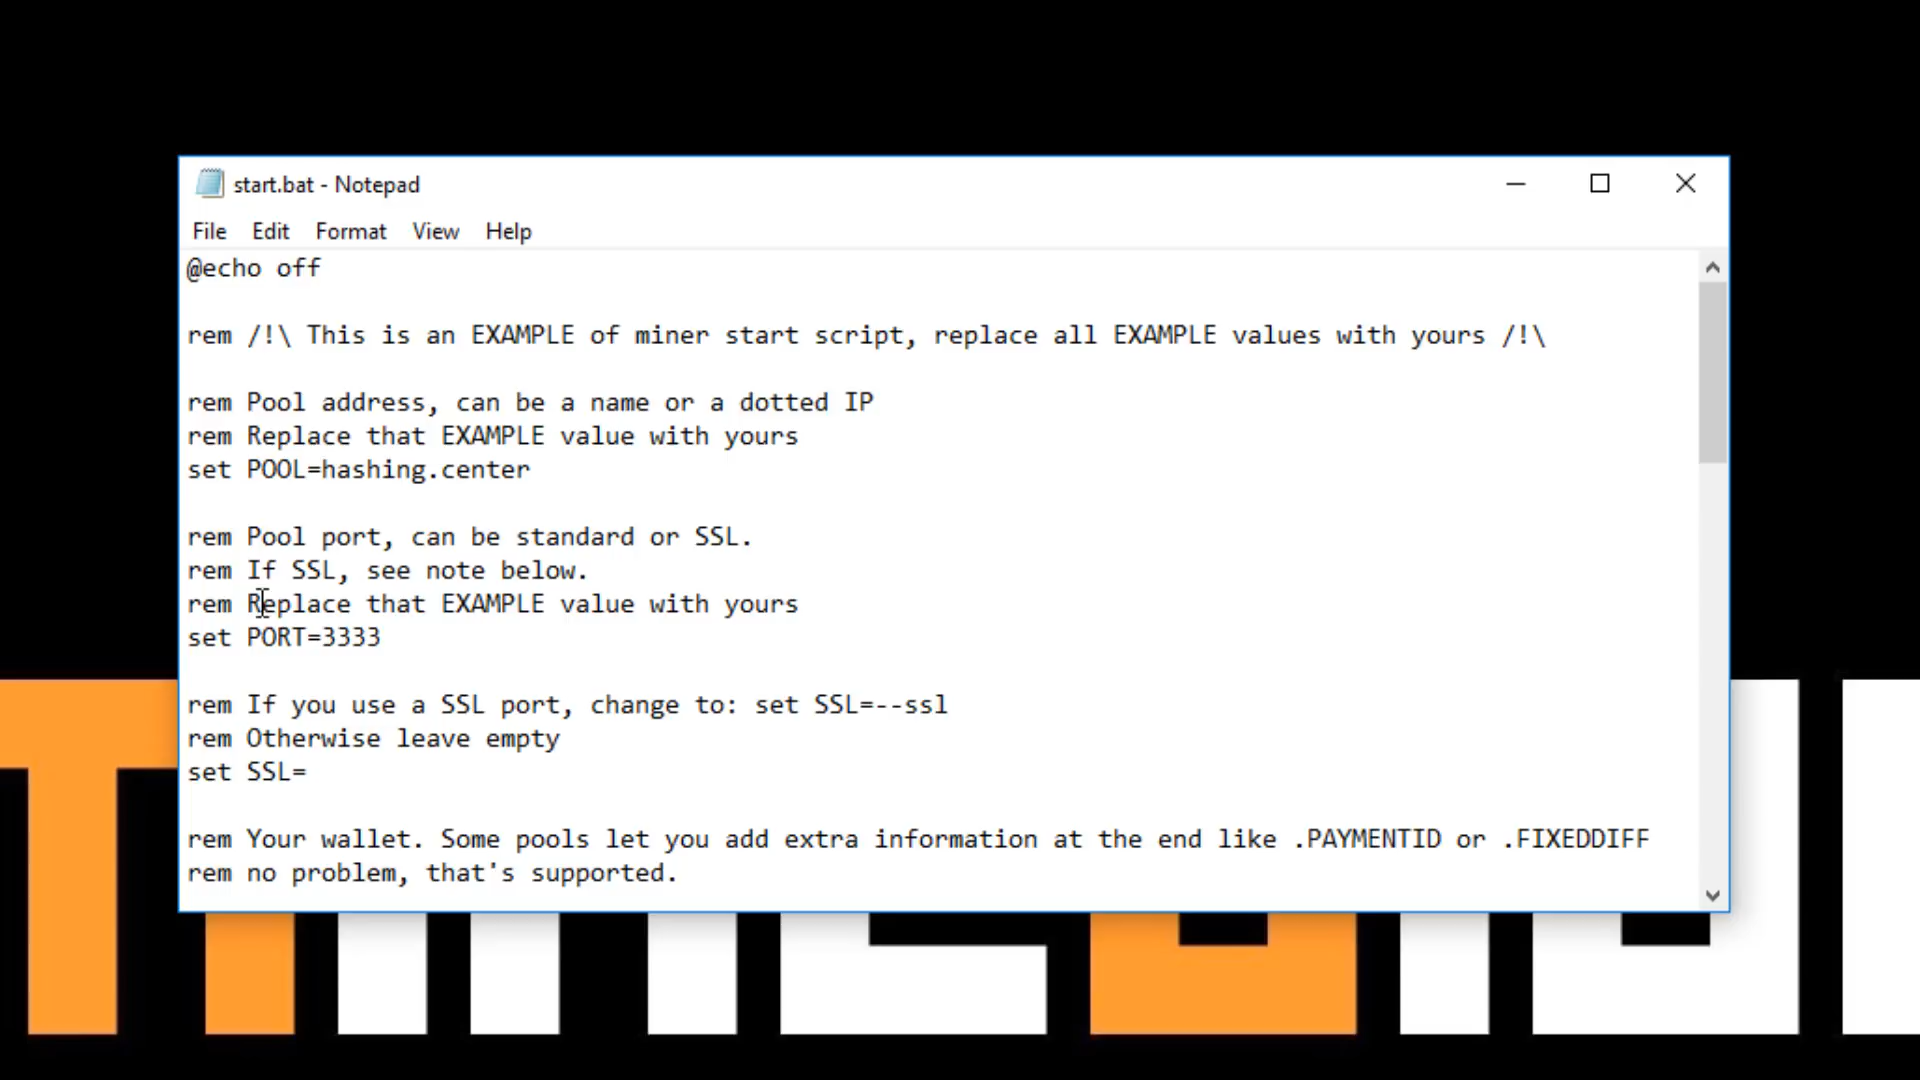 start.bat - Notepad
File Edit Format View Help
@echo off
rem /!\ This is an EXAMPLE of miner start script, replace all EXAMPLE values with yours /!\
rem Pool address, can be a name or a dotted IP
rem Replace that EXAMPLE value with yours
set POOL=hashing.center
rem Pool port, can be standard or SSL.
rem If SSL, see note below.
rem Replace that EXAMPLE value with yours
set PORT=3333
rem If you use a SSL port, change to: set SSL=--ssl
rem Otherwise leave empty
set SSL=
rem Your wallet. Some pools let you add extra information at the end like .PAYMENTID or .FIXEDDIFF
rem no problem, that's supported.